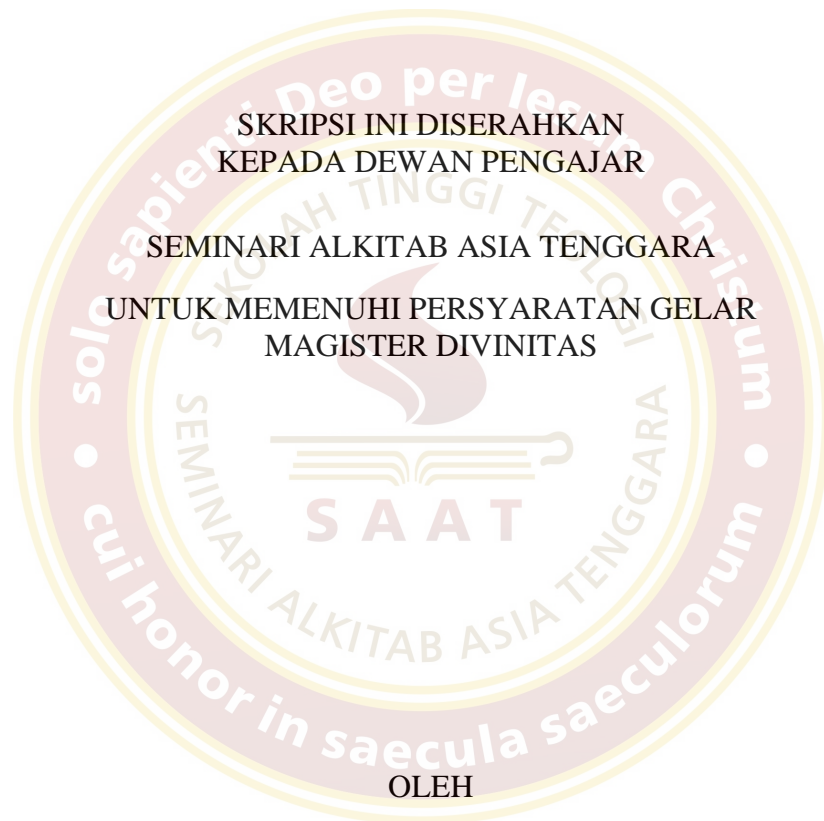 SKRIPSI INI DISERAHKAN
KEPADA DEWAN PENGAJAR
SEMINARI ALKITAB ASIA TENGGARA
UNTUK MEMENUHI PERSYARATAN GELAR
MAGISTER DIVINITAS
OLEH
solo sapienti Deo per Iesum Chrissum
cui honor in saecula saeculorum
SEKOLAH TINGGI TEOLOGI
SEMINARI ALKITAB ASIA TENGGARA
SAAT